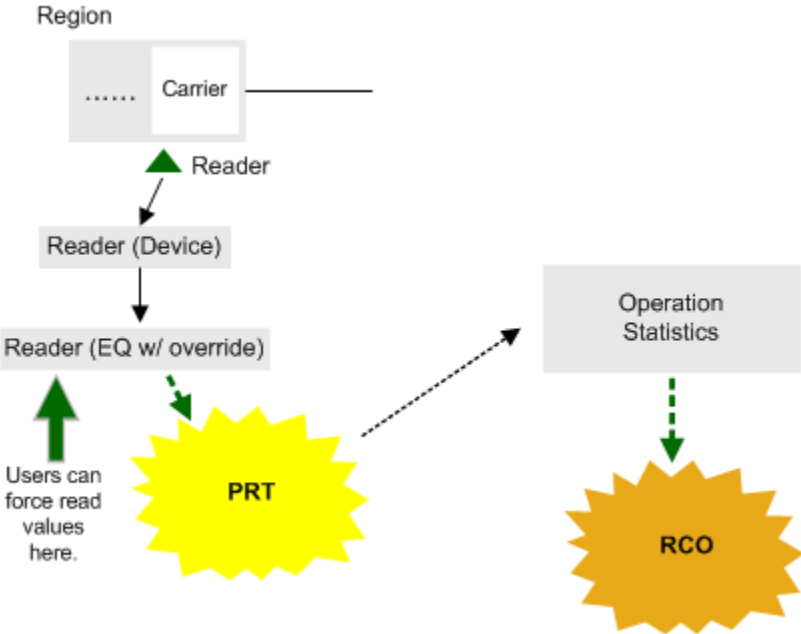 Region
......
Carrier
Reader
Reader (Device)
Reader (EQ w/ override)
Operation
Statistics
Users can
force read
values
here.
PRT
RCO